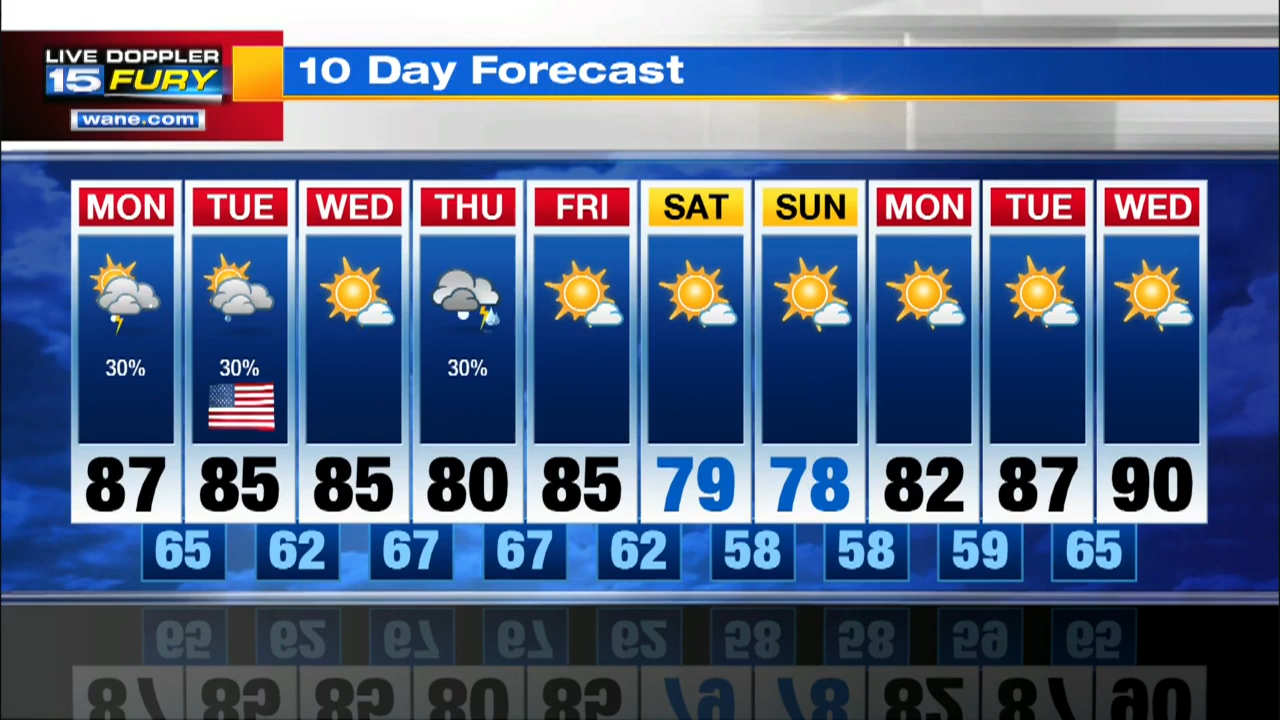 LIVE DOPPLER
15 FURY
wane.com
10 Day Forecast
MON TUE WED THU FRI SAT SUN MON TUE WED
30% 30% 30%
87 85 85 80 85 79 78 82 87 90
65 62 67 67 62 58 58 59 65